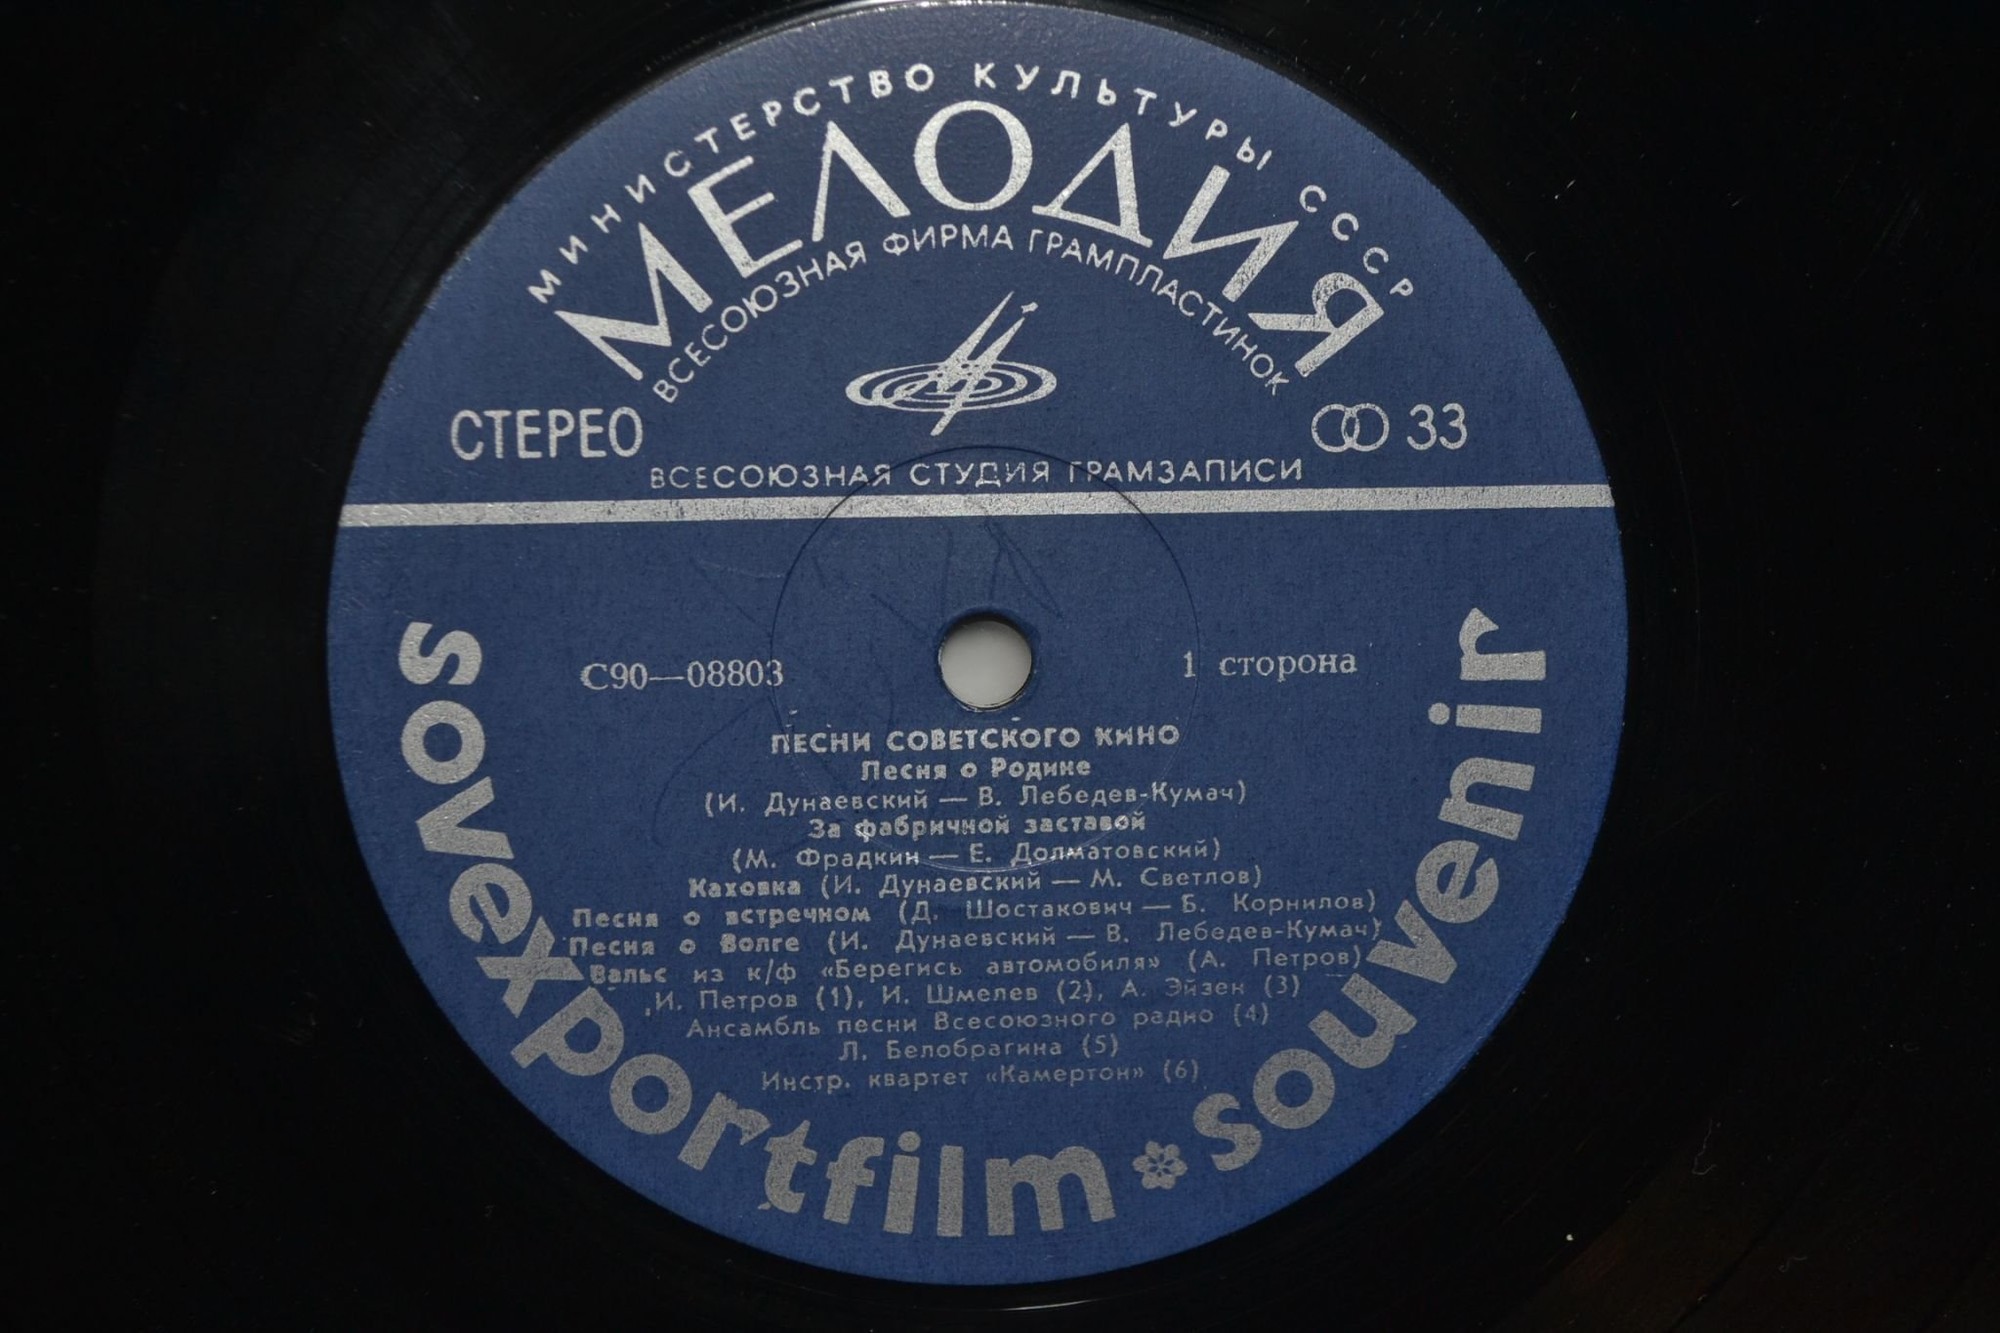 МИНИСТЕРСТВО КУЛЬТУРЫ СССР
МЕЛОДИЯ
ВСЕСОЮЗНАЯ ФИРМА ГРАМПЛАСТИНОК
СТЕРЕО
33
ВСЕСОЮЗНАЯ СТУДИЯ ГРАМЗАПИСИ
С90—08803
1 сторона
ПЕСНИ СОВЕТСКОГО КИНО
Песня о Родине
(И. Дунаевский — В. Лебедев-Кумач)
За фабричной заставой
(М. Фрадкин — Е. Долматовский)
Каховка (И. Дунаевский — М. Светлов)
Песня о встречном (Д. Шостакович — Б. Корнилов)
Песня о Волге (И. Дунаевский — В. Лебедев-Кумач)
Вальс из к/ф «Берегись автомобиля» (А. Петров)
И. Петров (1), И. Шмелев (2), А. Эйзен (3)
Ансамбль песни Всесоюзного радио (4)
Л. Белобрагина (5)
Инстр. квартет «Камертон» (6)
sovexportfilm souvenir